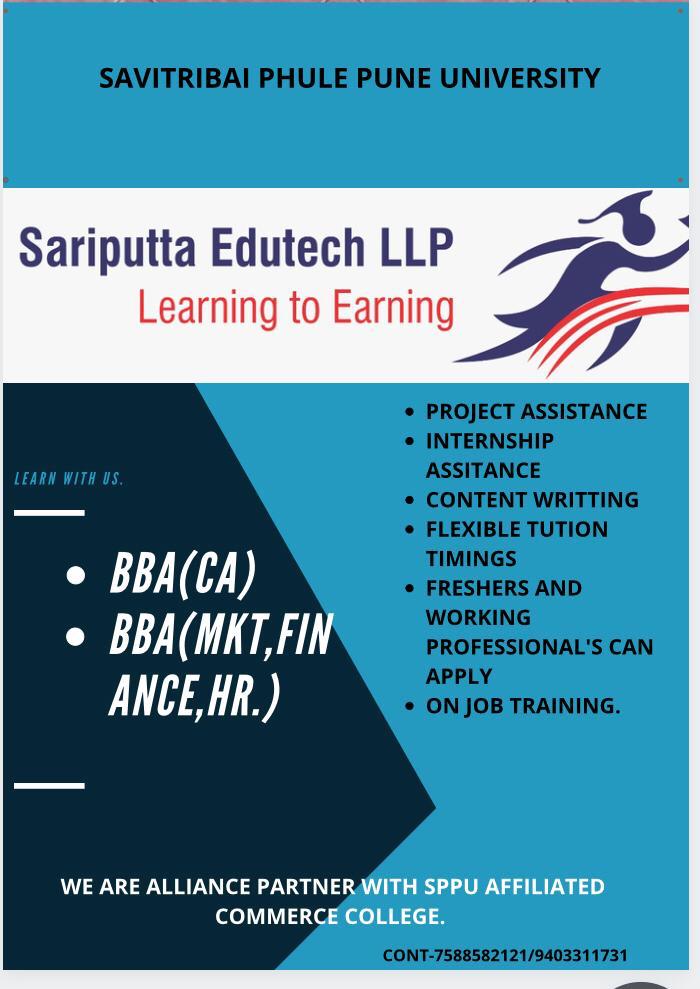 SAVITRIBAI PHULE PUNE UNIVERSITY
Sariputta Edutech LLP
Learning to Earning
LEARN WITH US.
BBA(CA)
BBA(MKT,FIN
ANCE,HR.)
PROJECT ASSISTANCE
INTERNSHIP
ASSITANCE
CONTENT WRITTING
FLEXIBLE TUTION
TIMINGS
FRESHERS AND
WORKING
PROFESSIONAL'S CAN
APPLY
ON JOB TRAINING.
WE ARE ALLIANCE PARTNER WITH SPPU AFFILIATED
COMMERCE COLLEGE.
CONT-7588582121/9403311731